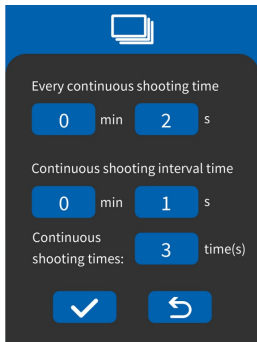 Every continuous shooting time
0 min 2 s
Continuous shooting interval time
0 min 1 s
Continuous
shooting times: 3 time(s)